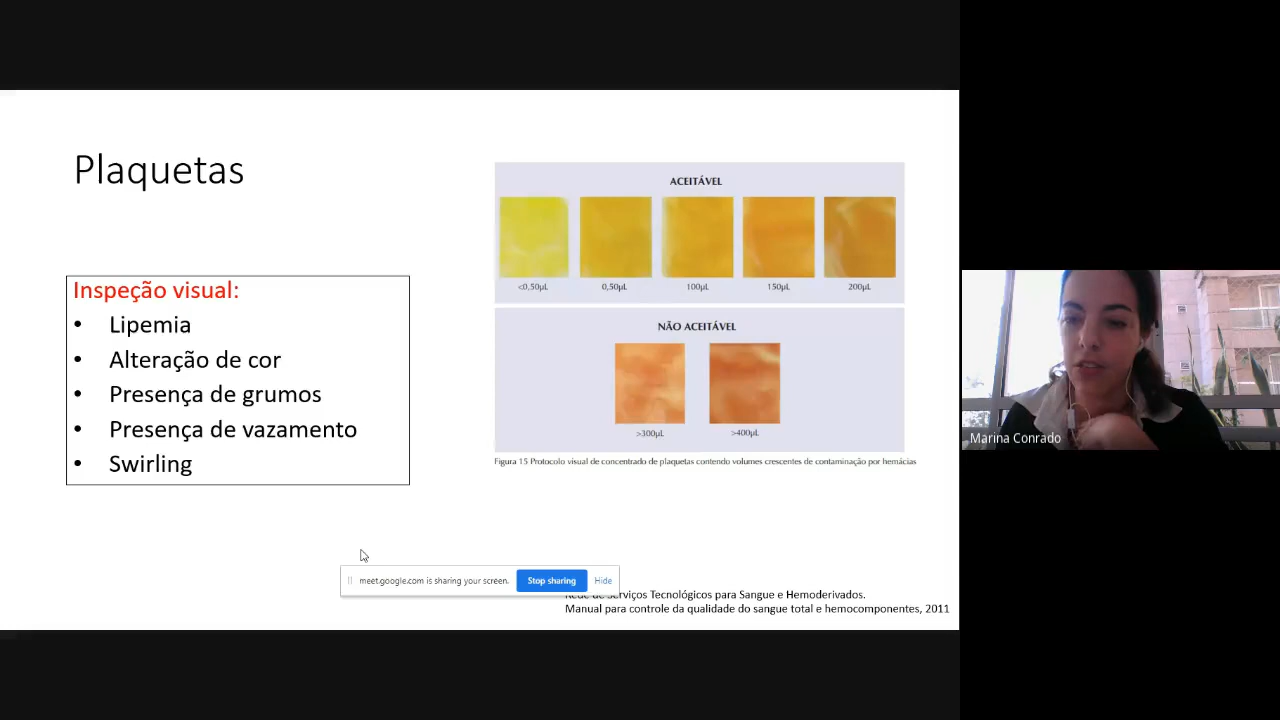 Plaquetas
Inspeção visual:
• Lipemia
• Alteração de cor
• Presença de grumos
• Presença de vazamento
• Swirling
ACEITÁVEL
<0,50µL
0,50µL
100µL
150µL
200µL
NÃO ACEITÁVEL
>300µL
>400µL
Figura 15 Protocolo visual de concentrado de plaquetas contendo volumes crescentes de contaminação por hemácias
Marina Conrado
meet.google.com is sharing your screen.
Stop sharing
Hide
Rede de Serviços Tecnológicos para Sangue e Hemoderivados.
Manual para controle da qualidade do sangue total e hemocomponentes, 2011